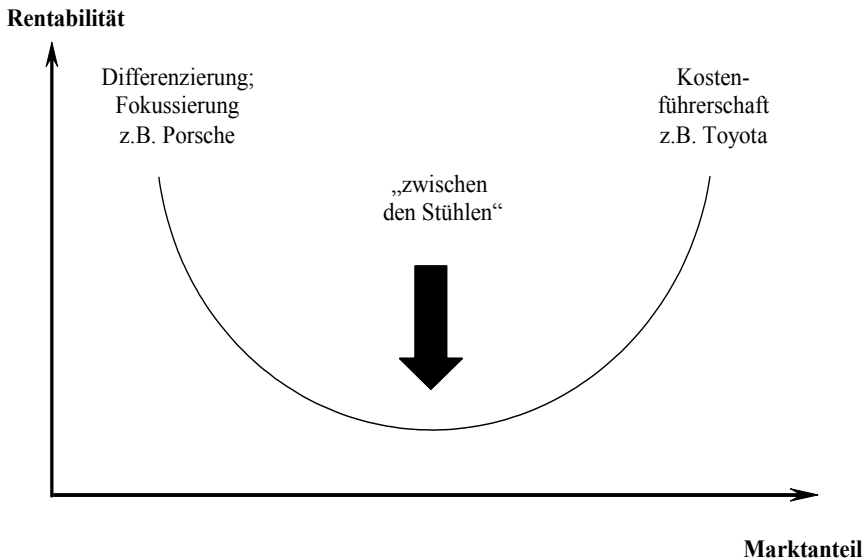 Rentabilität
Differenzierung;
Fokussierung
z.B. Porsche
Kosten-
führerschaft
z.B. Toyota
„zwischen
den Stühlen“
Marktanteil